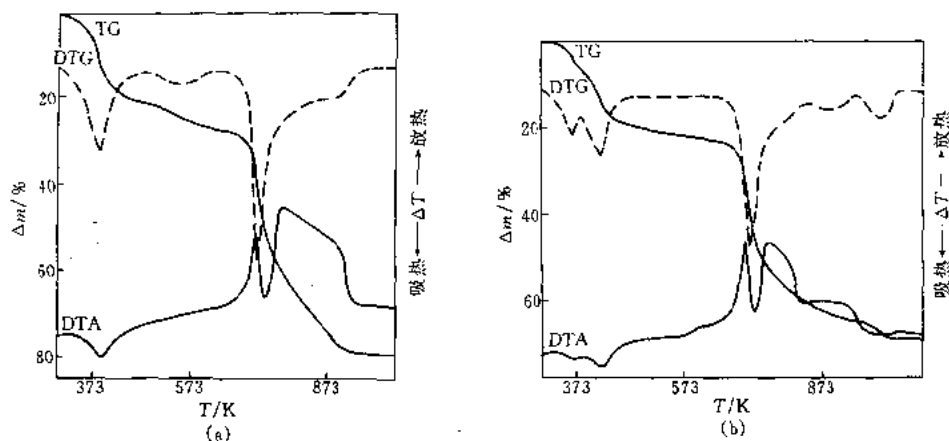 TG
DTG
20
40
60
80
Δm/%
DTA
373
573
873
T/K
(a)
吸热←ΔT→放热
TG
DTG
20
40
60
Δm/%
DTA
373
573
873
T/K
(b)
吸热←ΔT→放热